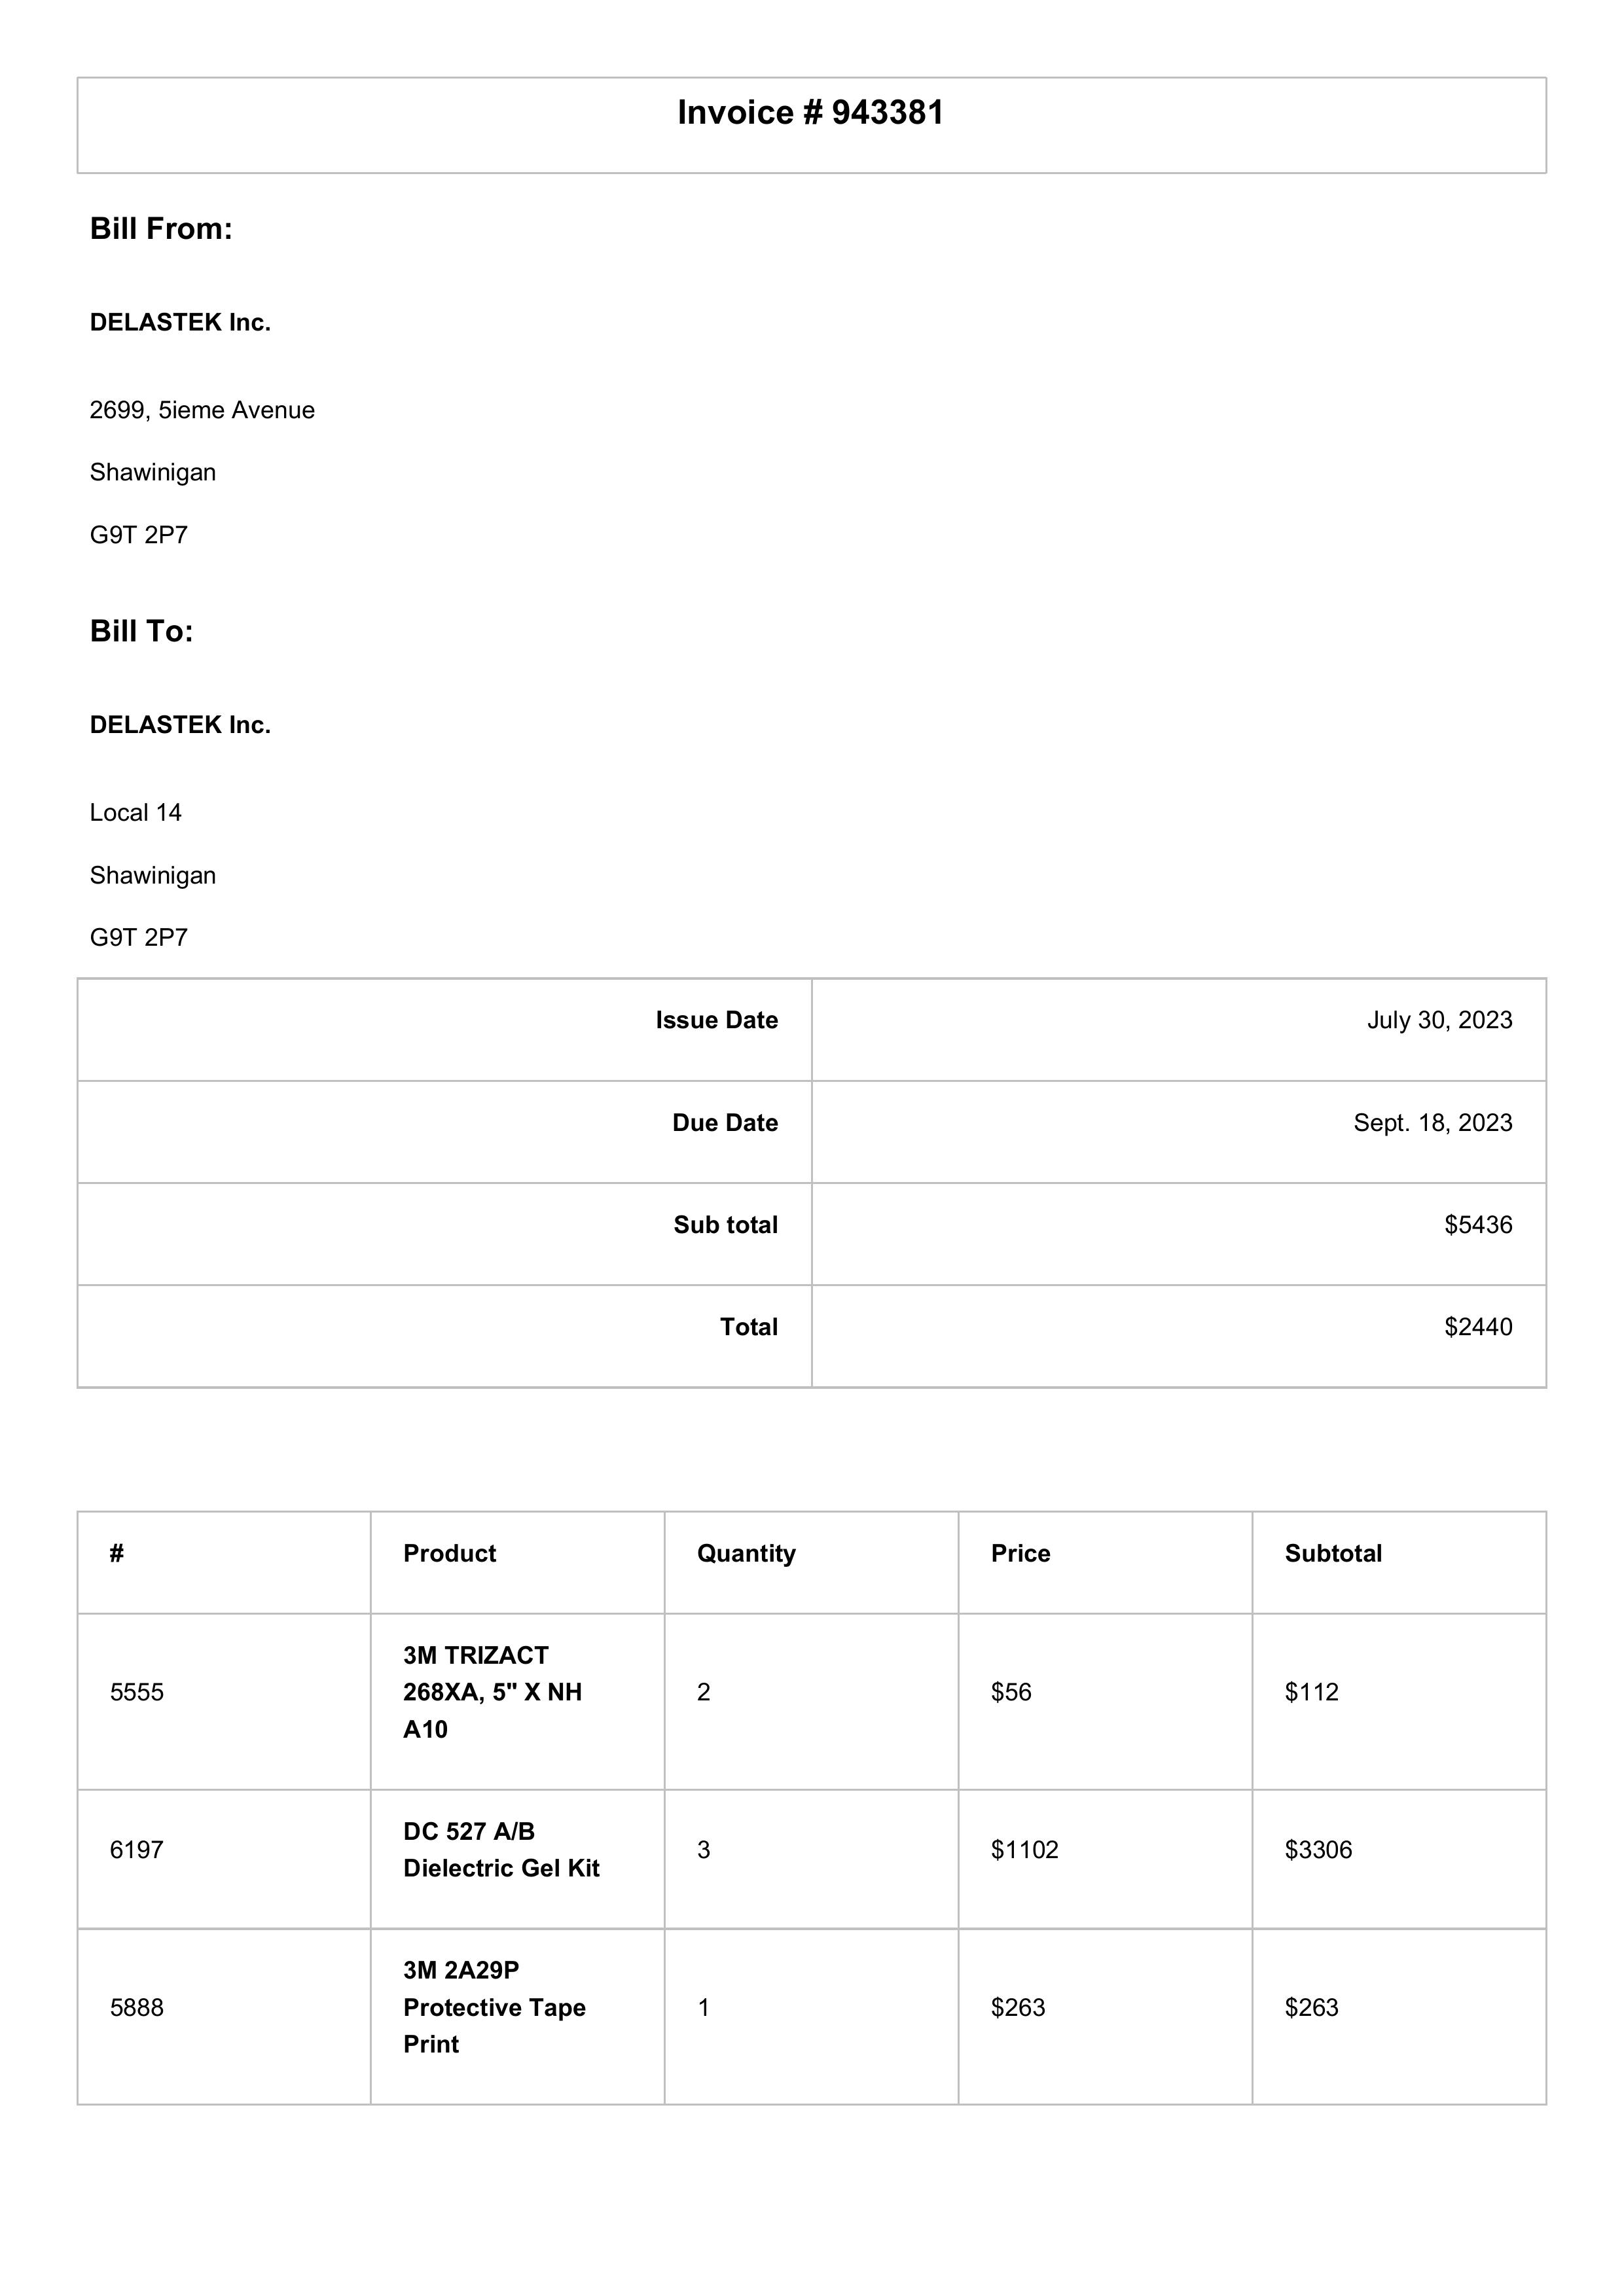 Invoice # 943381
Bill From:
DELASTEK Inc.
2699, 5ieme Avenue
Shawinigan
G9T 2P7
Bill To:
DELASTEK Inc.
Local 14
Shawinigan
G9T 2P7
Issue Date July 30, 2023
Due Date Sept. 18, 2023
Sub total $5436
Total $2440
# Product Quantity Price Subtotal
3M TRIZACT
5555 268XA, 5" X NH 2 $56 $112
A10
DC 527 A/B
6197 3 $1102 $3306
Dielectric Gel Kit
3M 2A29P
5888 Protective Tape 1 $263 $263
Print